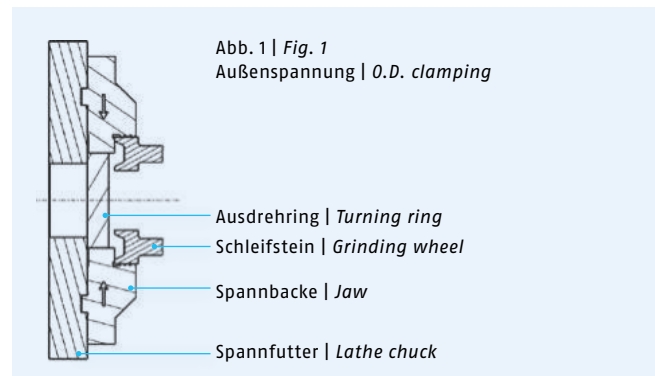 Abb. 1 | Fig. 1
Außenspannung | O.D. clamping
Ausdrehring | Turning ring
Schleifstein | Grinding wheel
Spannbacke | Jaw
Spannfutter | Lathe chuck